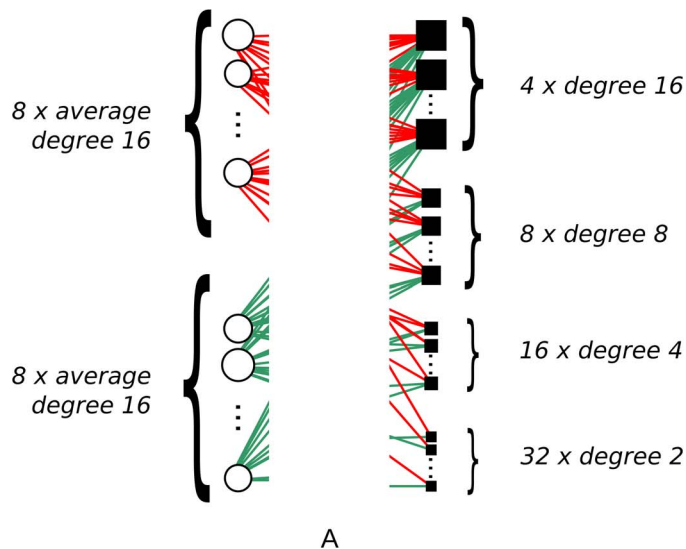 8 x average
degree 16
4 x degree 16
8 x degree 8
8 x average
degree 16
16 x degree 4
32 x degree 2
A